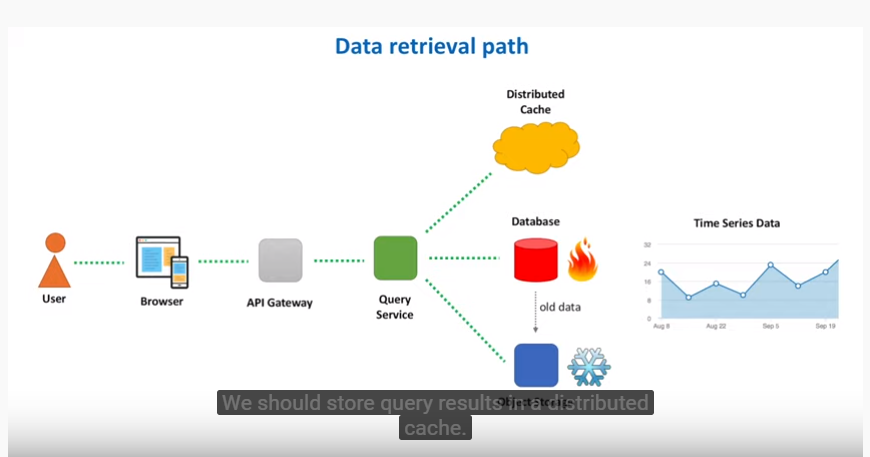 Data retrieval path
Distributed
Cache
Database
Time Series Data
32
24
16
8
0
Aug 8
Aug 22
Sep 5
Sep 19
User
Browser
API Gateway
Query
Service
old data
Object Storage
We should store query results in a distributed
cache.